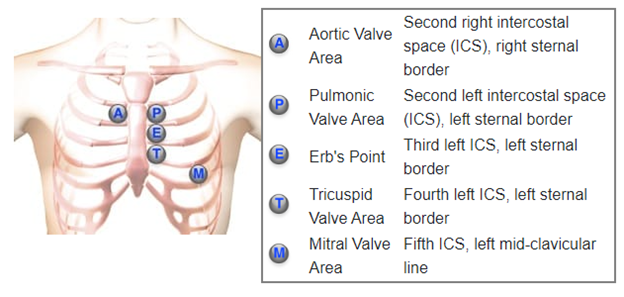 A P
E
T
M
A Aortic Valve Area Second right intercostal space (ICS), right sternal border
P Pulmonic Valve Area Second left intercostal space (ICS), left sternal border
E Erb's Point Third left ICS, left sternal border
T Tricuspid Valve Area Fourth left ICS, left sternal border
M Mitral Valve Area Fifth ICS, left mid-clavicular line